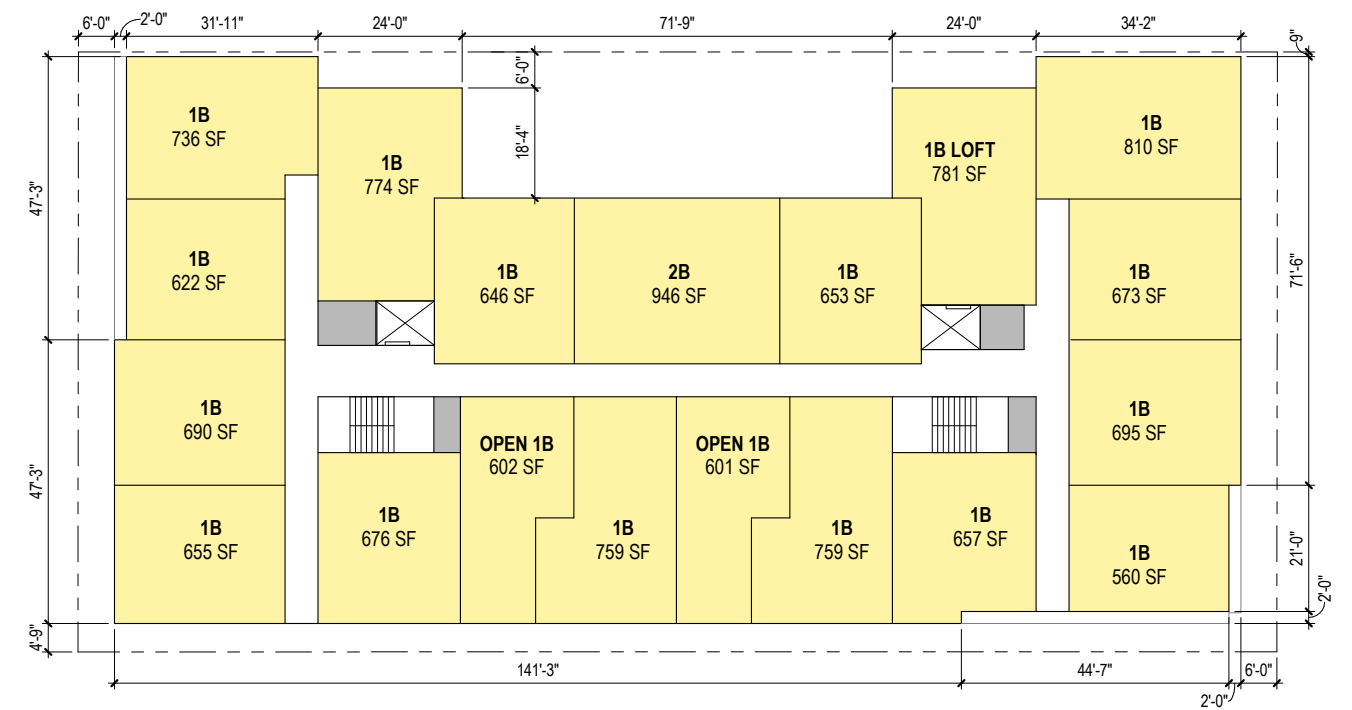 6'-0"
2'-0"
31'-11"
24'-0"
71'-9"
24'-0"
34'-2"
9"
6'-0"
18'-4"
47'-3"
47'-3"
4'-9"
71'-6"
21'-0"
2'-0"
1B
736 SF
1B
774 SF
1B LOFT
781 SF
1B
810 SF
1B
622 SF
1B
646 SF
2B
946 SF
1B
653 SF
1B
673 SF
1B
690 SF
OPEN 1B
602 SF
OPEN 1B
601 SF
1B
695 SF
1B
655 SF
1B
676 SF
1B
759 SF
1B
759 SF
1B
657 SF
1B
560 SF
141'-3"
44'-7"
2'-0"
6'-0"